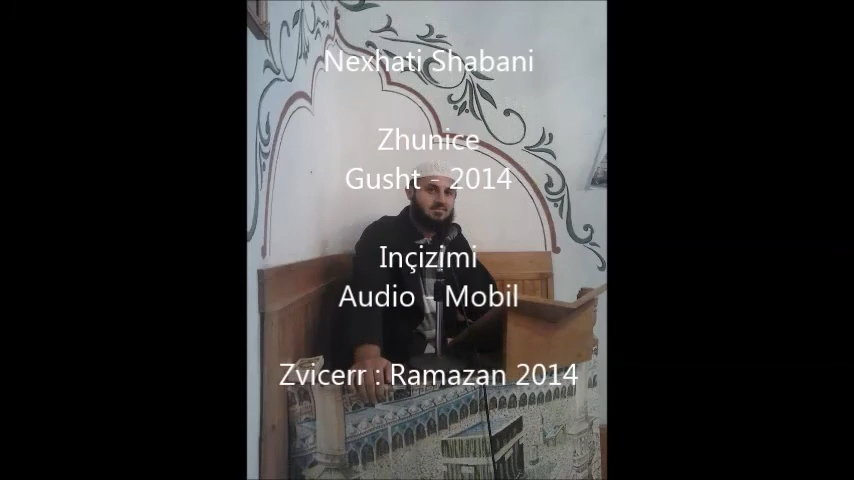 Nexhati Shabani
Zhunice
Gusht - 2014
Inçizimi
Audio - Mobil
Zvicerr : Ramazan 2014